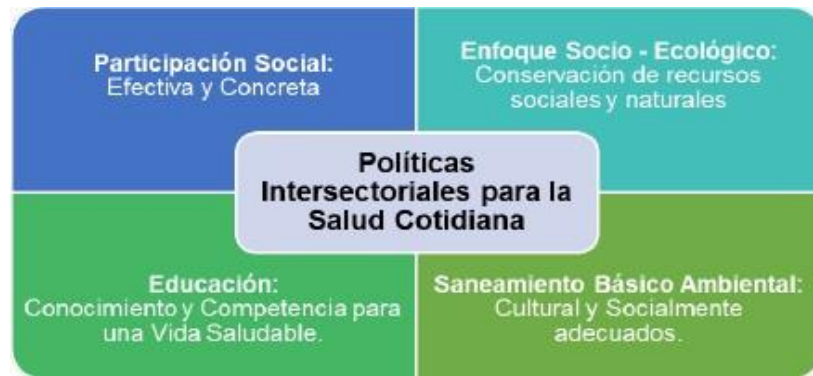 Participación Social:
Efectiva y Concreta
Enfoque Socio - Ecológico:
Conservación de recursos
sociales y naturales
Políticas
Intersectoriales para la
Salud Cotidiana
Educación:
Conocimiento y Competencia para
una Vida Saludable.
Saneamiento Básico Ambiental:
Cultural y Socialmente
adecuados.